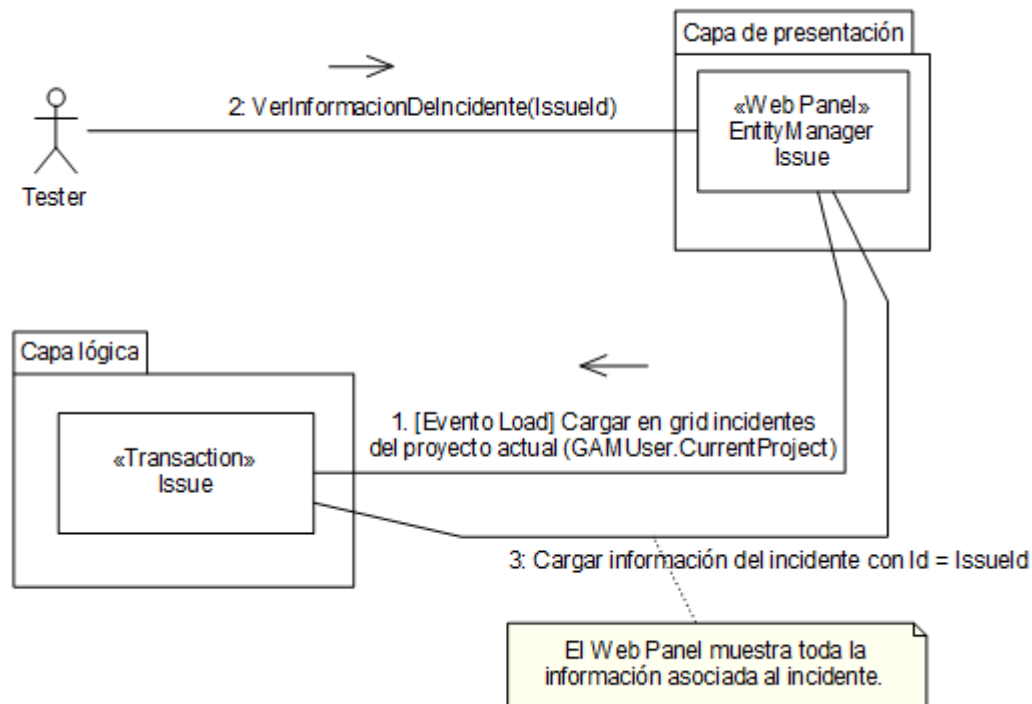 Capa de presentación
«Web Panel»
EntityManager
Issue
2: VerInformacionDeIncidente(IssueId)
Tester
Capa lógica
«Transaction»
Issue
1. [Evento Load] Cargar en grid incidentes
del proyecto actual (GAMUser.CurrentProject)
3: Cargar información del incidente con Id = IssueId
El Web Panel muestra toda la
información asociada al incidente.